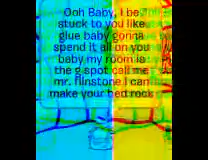 Ooh Baby, I be
stuck to you like
glue baby gonna
spend it all on you
baby my room is
the g spot call me
mr. flinstone I can
make your bed rock